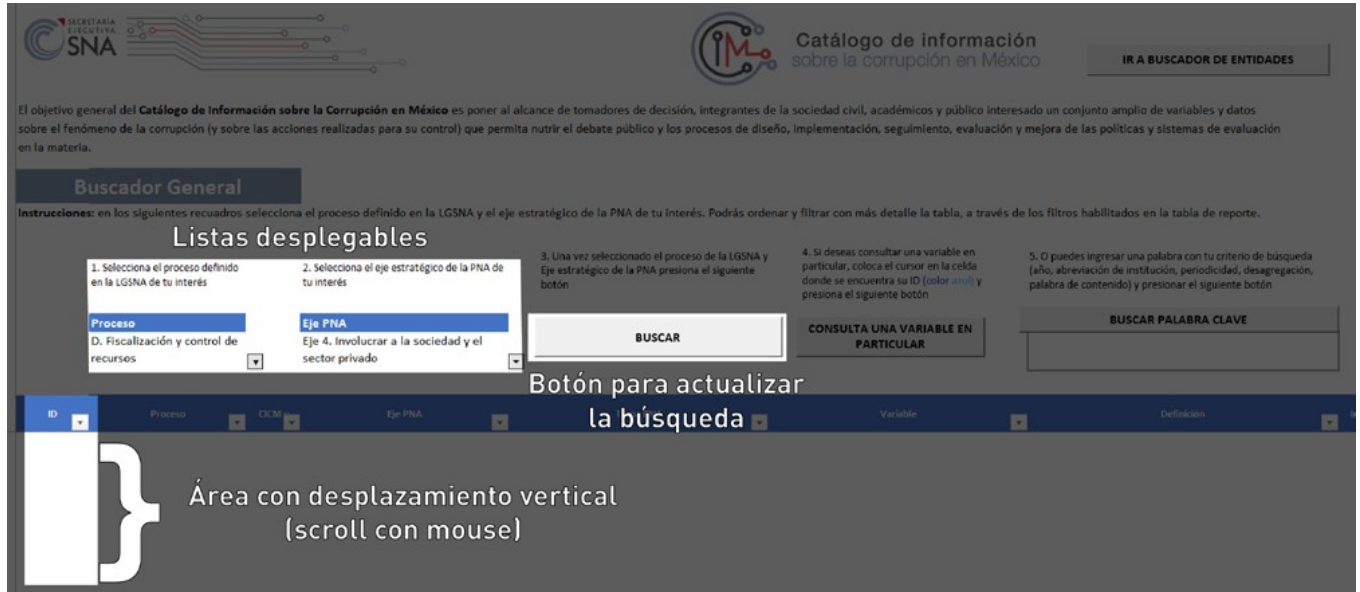 SECRETARÍA
EJECUTIVA
SNA
Catálogo de información
sobre la corrupción en México
IR A BUSCADOR DE ENTIDADES
El objetivo general del Catálogo de Información sobre la Corrupción en México es poner al alcance de tomadores de decisión, integrantes de la sociedad civil, académicos y público interesado un conjunto amplio de variables y datos
sobre el fenómeno de la corrupción (y sobre las acciones realizadas para su control) que permita nutrir el debate público y los procesos de diseño, implementación, seguimiento, evaluación y mejora de las políticas y sistemas de evaluación
en la materia.
Buscador General
Instrucciones: en los siguientes recuadros selecciona el proceso definido en la LGSNA y el eje estratégico de la PNA de tu interés. Podrás ordenar y filtrar con más detalle la tabla, a través de los filtros habilitados en la tabla de reporte.
Listas desplegables
1. Selecciona el proceso definido
en la LGSNA de tu interés
2. Selecciona el eje estratégico de la PNA de
tu interés
3. Una vez seleccionado el proceso de la LGSNA y
Eje estratégico de la PNA presiona el siguiente
botón
4. Si deseas consultar una variable en
particular, coloca el cursor en la celda
donde se encuentra su ID (color azul) y
presiona el siguiente botón
5. O puedes ingresar una palabra con tu criterio de búsqueda
(año, abreviación de institución, periodicidad, desagregación,
palabra de contenido) y presionar el siguiente botón
Proceso
D. Fiscalización y control de
recursos
Eje PNA
Eje 4. Involucrar a la sociedad y el
sector privado
BUSCAR
CONSULTA UNA VARIABLE EN
PARTICULAR
BUSCAR PALABRA CLAVE
Botón para actualizar
la búsqueda
ID Proceso CICM Eje PNA Variable Definición
Área con desplazamiento vertical
(scroll con mouse)